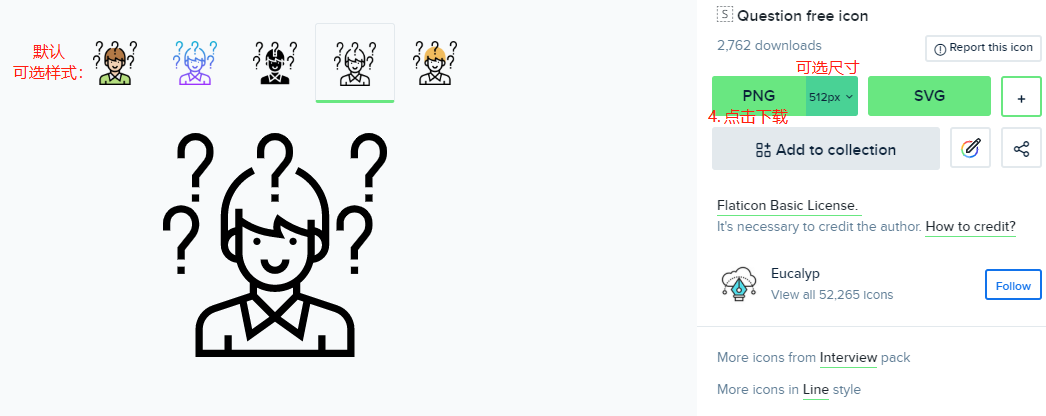 默认
可选样式:
Question free icon
2,762 downloads
Report this icon
可选尺寸
PNG
512px
SVG
+
4. 点击下载
Add to collection
Flaticon Basic License.
It's necessary to credit the author. How to credit?
Eucalyp
View all 52,265 icons
Follow
More icons from Interview pack
More icons in Line style